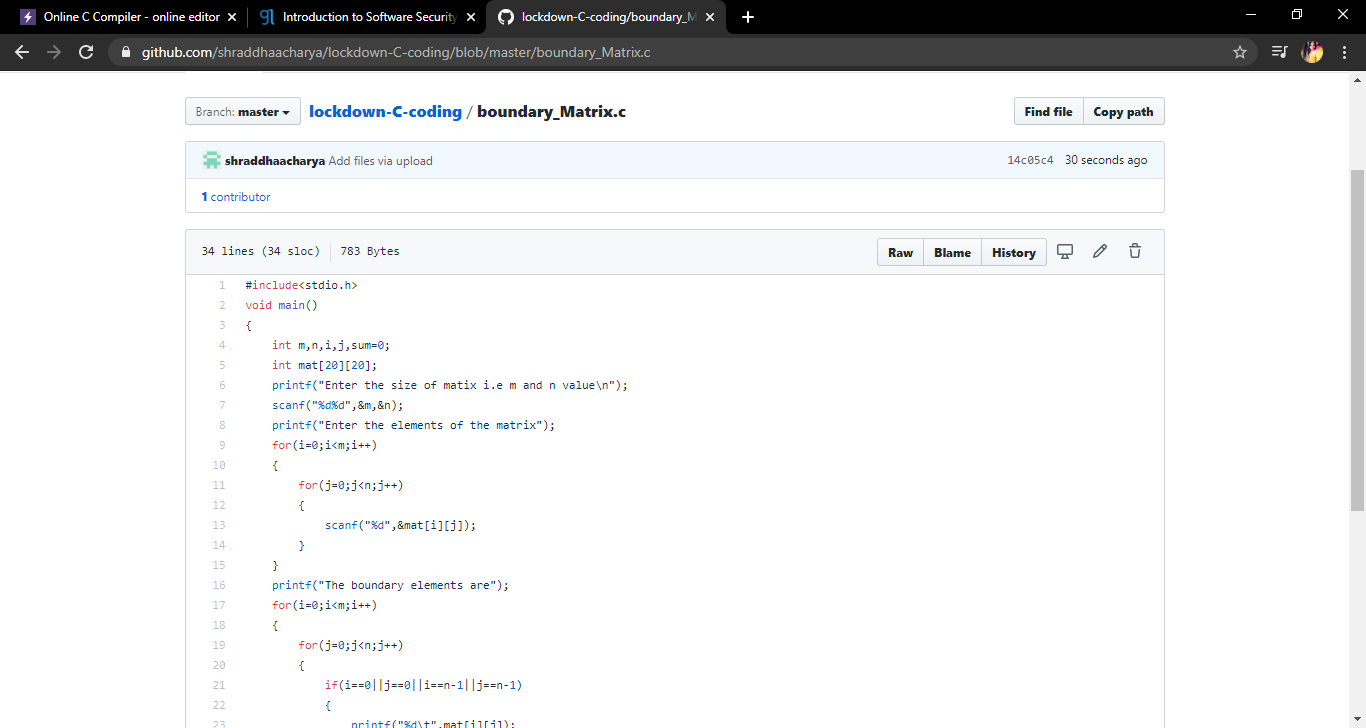 Online C Compiler - online editor
Introduction to Software Security
lockdown-C-coding/boundary_M
github.com/shraddhaacharya/lockdown-C-coding/blob/master/boundary_Matrix.c
Branch: master
lockdown-C-coding / boundary_Matrix.c
Find file
Copy path
shraddhaacharya Add files via upload
14c05c4 30 seconds ago
1 contributor
34 lines (34 sloc) 783 Bytes
Raw
Blame
History
1 #include<stdio.h>
2 void main()
3 {
4 int m,n,i,j,sum=0;
5 int mat[20][20];
6 printf("Enter the size of matix i.e m and n value\n");
7 scanf("%d%d",&m,&n);
8 printf("Enter the elements of the matrix");
9 for(i=0;i<m;i++)
10 {
11 for(j=0;j<n;j++)
12 {
13 scanf("%d",&mat[i][j]);
14 }
15 }
16 printf("The boundary elements are");
17 for(i=0;i<m;i++)
18 {
19 for(j=0;j<n;j++)
20 {
21 if(i==0||j==0||i==n-1||j==n-1)
22 {
23 printf("%d\t",mat[i][j]);